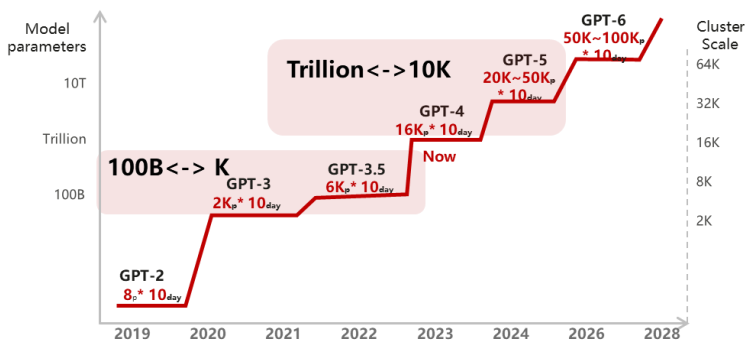 Model
parameters
10T
Trillion
100B
Cluster
Scale
64K
32K
16K
8K
2K
Trillion<->10K
100B<-> K
GPT-2
8p* 10day
GPT-3
2Kp* 10day
GPT-3.5
6Kp* 10day
GPT-4
16Kp* 10day
Now
GPT-5
20K~50Kp
* 10day
GPT-6
50K~100Kp
* 10day
2019 2020 2021 2022 2023 2024 2026 2028